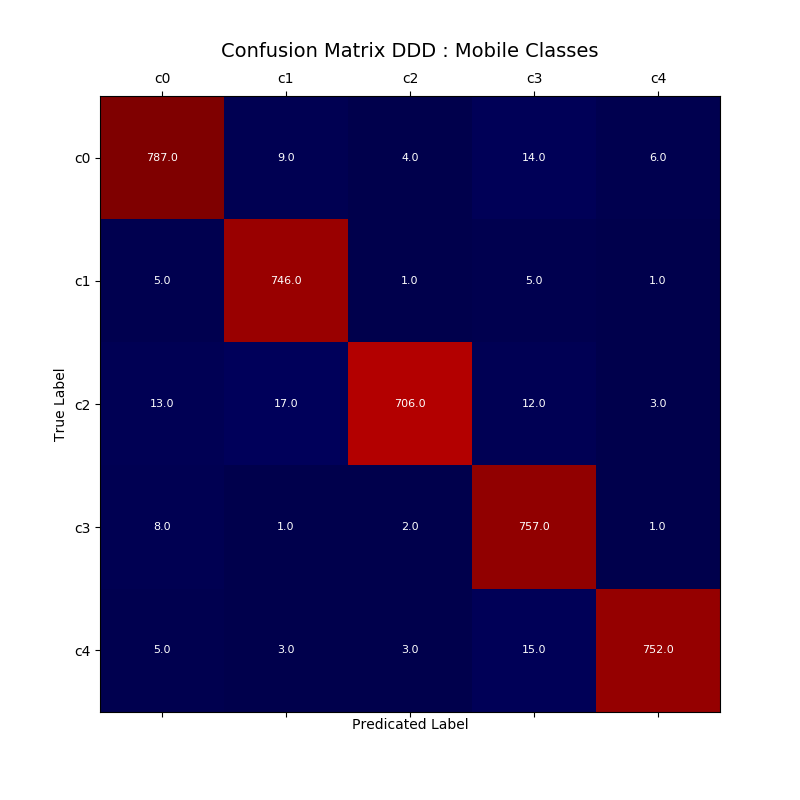 Confusion Matrix DDD : Mobile Classes
c0 c1 c2 c3 c4
c0 787.0 9.0 4.0 14.0 6.0
c1 5.0 746.0 1.0 5.0 1.0
c2 13.0 17.0 706.0 12.0 3.0
c3 8.0 1.0 2.0 757.0 1.0
c4 5.0 3.0 3.0 15.0 752.0
True Label
Predicated Label